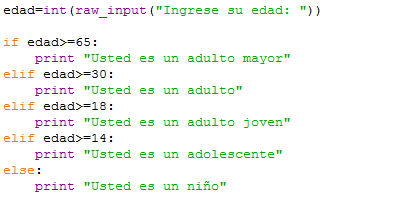 edad=int(raw_input("Ingrese su edad: "))
if edad>=65:
    print "Usted es un adulto mayor"
elif edad>=30:
    print "Usted es un adulto"
elif edad>=18:
    print "Usted es un adulto joven"
elif edad>=14:
    print "Usted es un adolescente"
else:
    print "Usted es un niño"